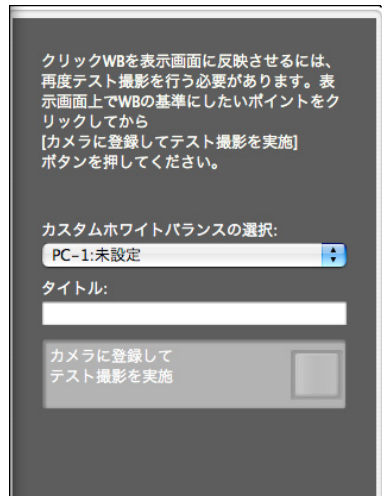 クリックWBを表示画面に反映させるには、
再度テスト撮影を行う必要があります。表
示画面上でWBの基準にしたいポイントをク
リックしてから
[カメラに登録してテスト撮影を実施]
ボタンを押してください。
カスタムホワイトバランスの選択:
PC-1:未設定
タイトル:
カメラに登録して
テスト撮影を実施